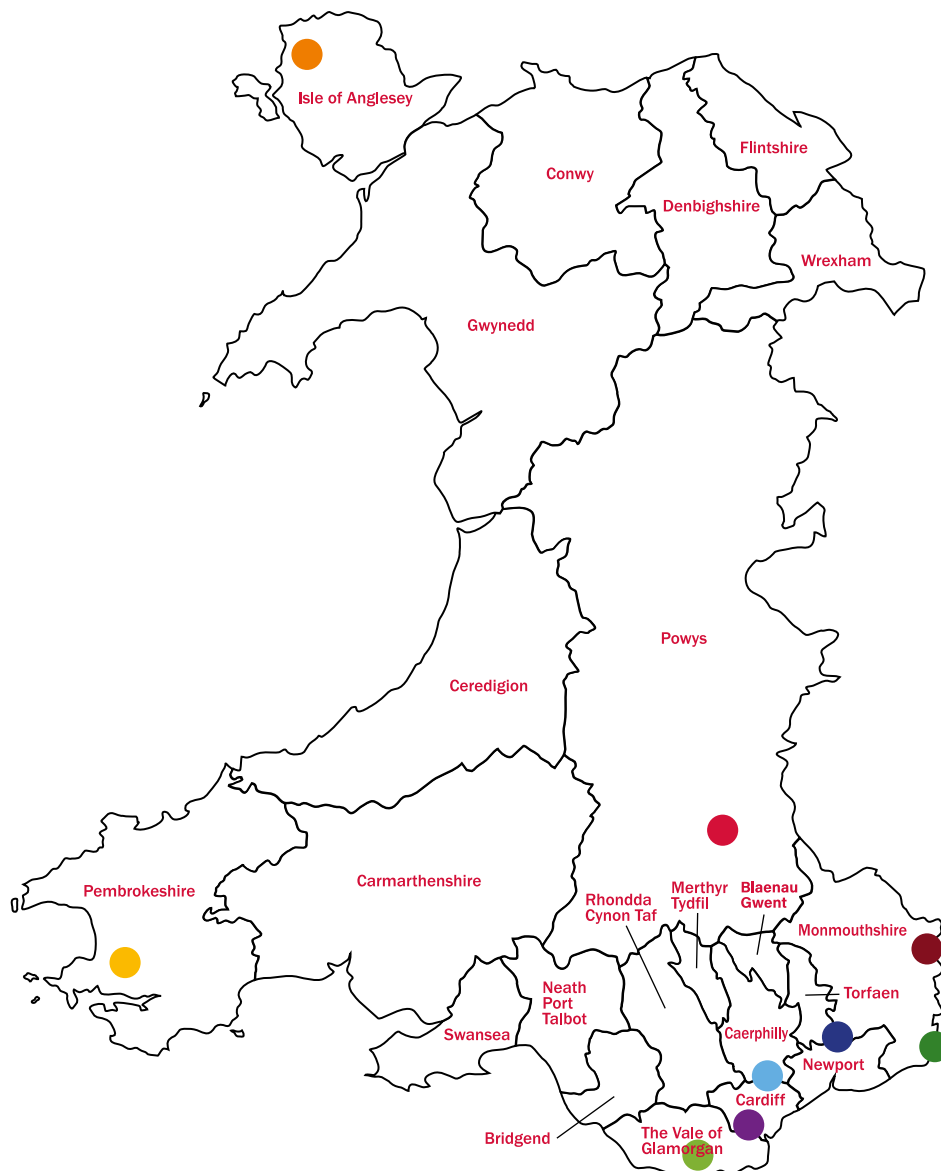 Isle of Anglesey
Flintshire
Conwy
Denbighshire
Wrexham
Gwynedd
Powys
Ceredigion
Carmarthenshire
Pembrokeshire
Rhondda
Cynon Taf
Merthyr
Tydfil
Blaenau
Gwent
Monmouthshire
Neath
Port
Talbot
Torfaen
Swansea
Caerphilly
Newport
Cardiff
Bridgend
The Vale of
Glamorgan